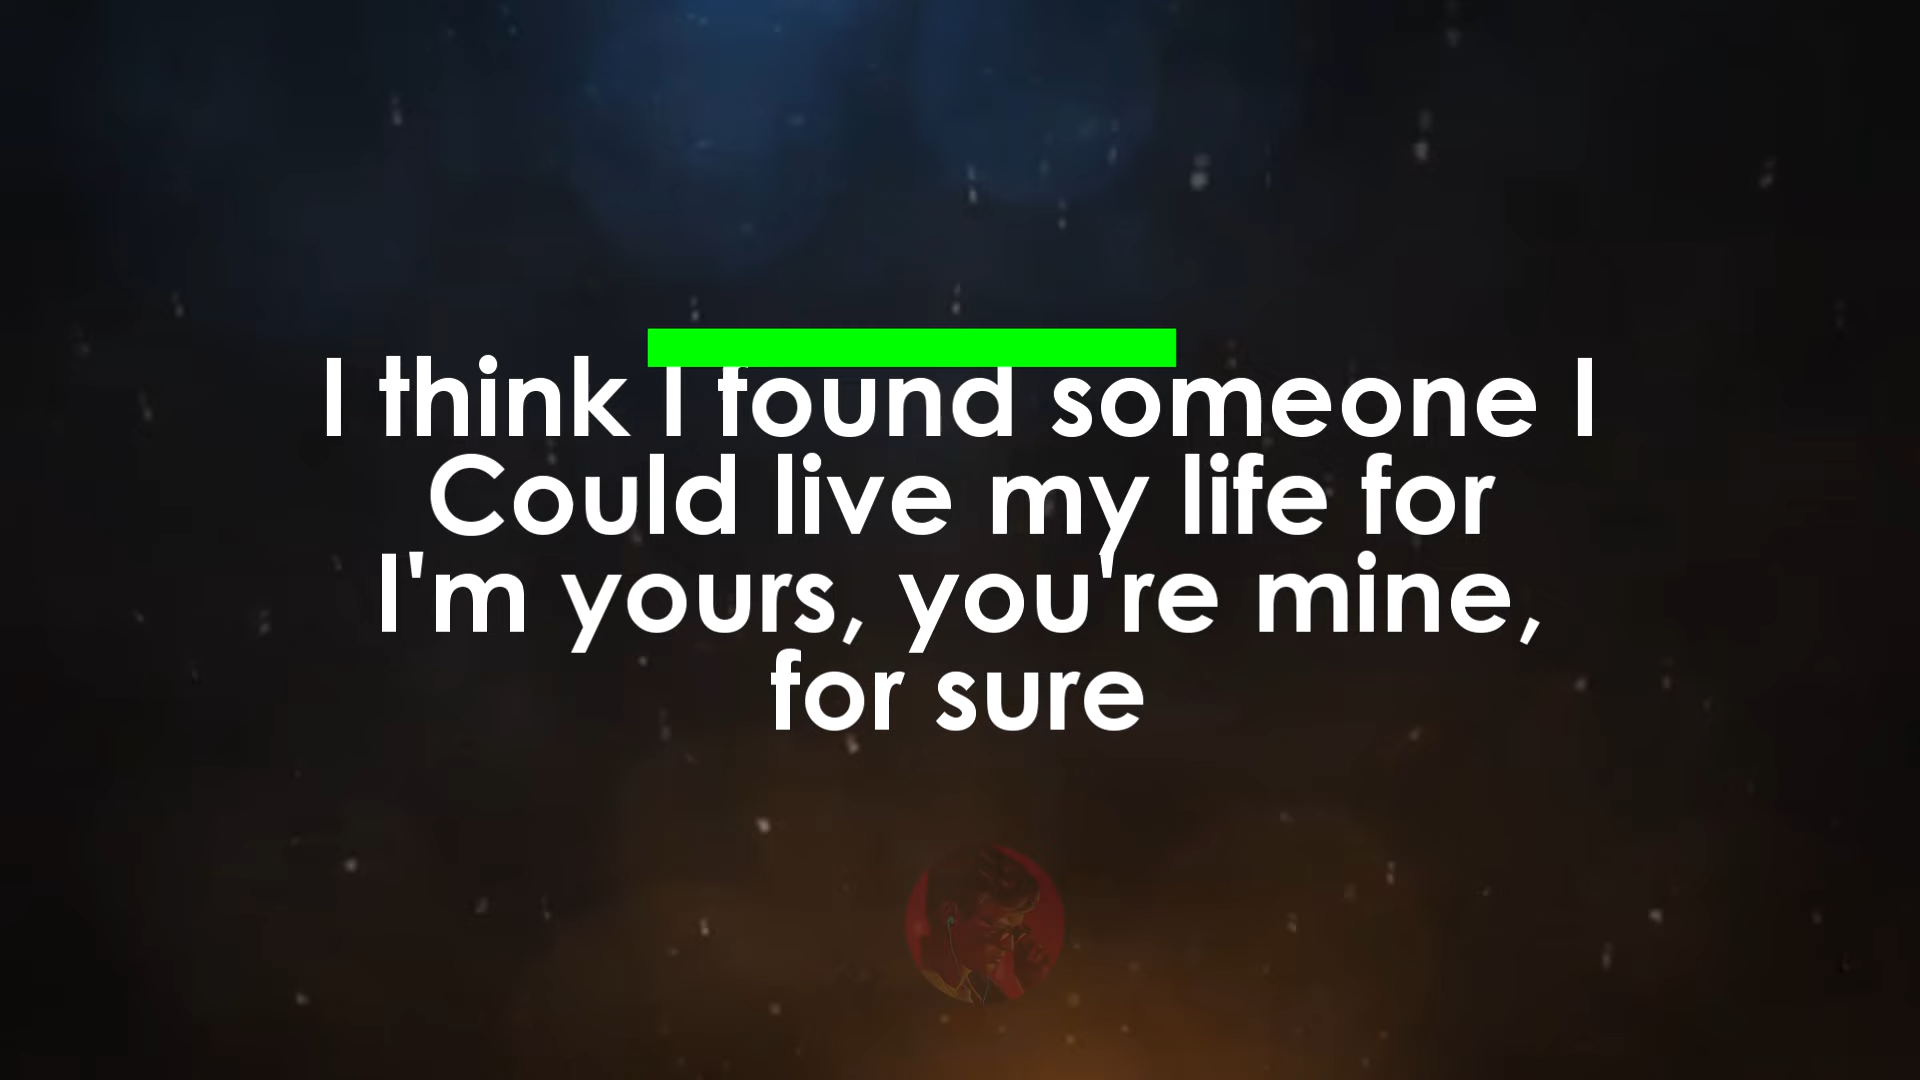 I think I found someone I
Could live my life for
I'm yours, you're mine,
for sure